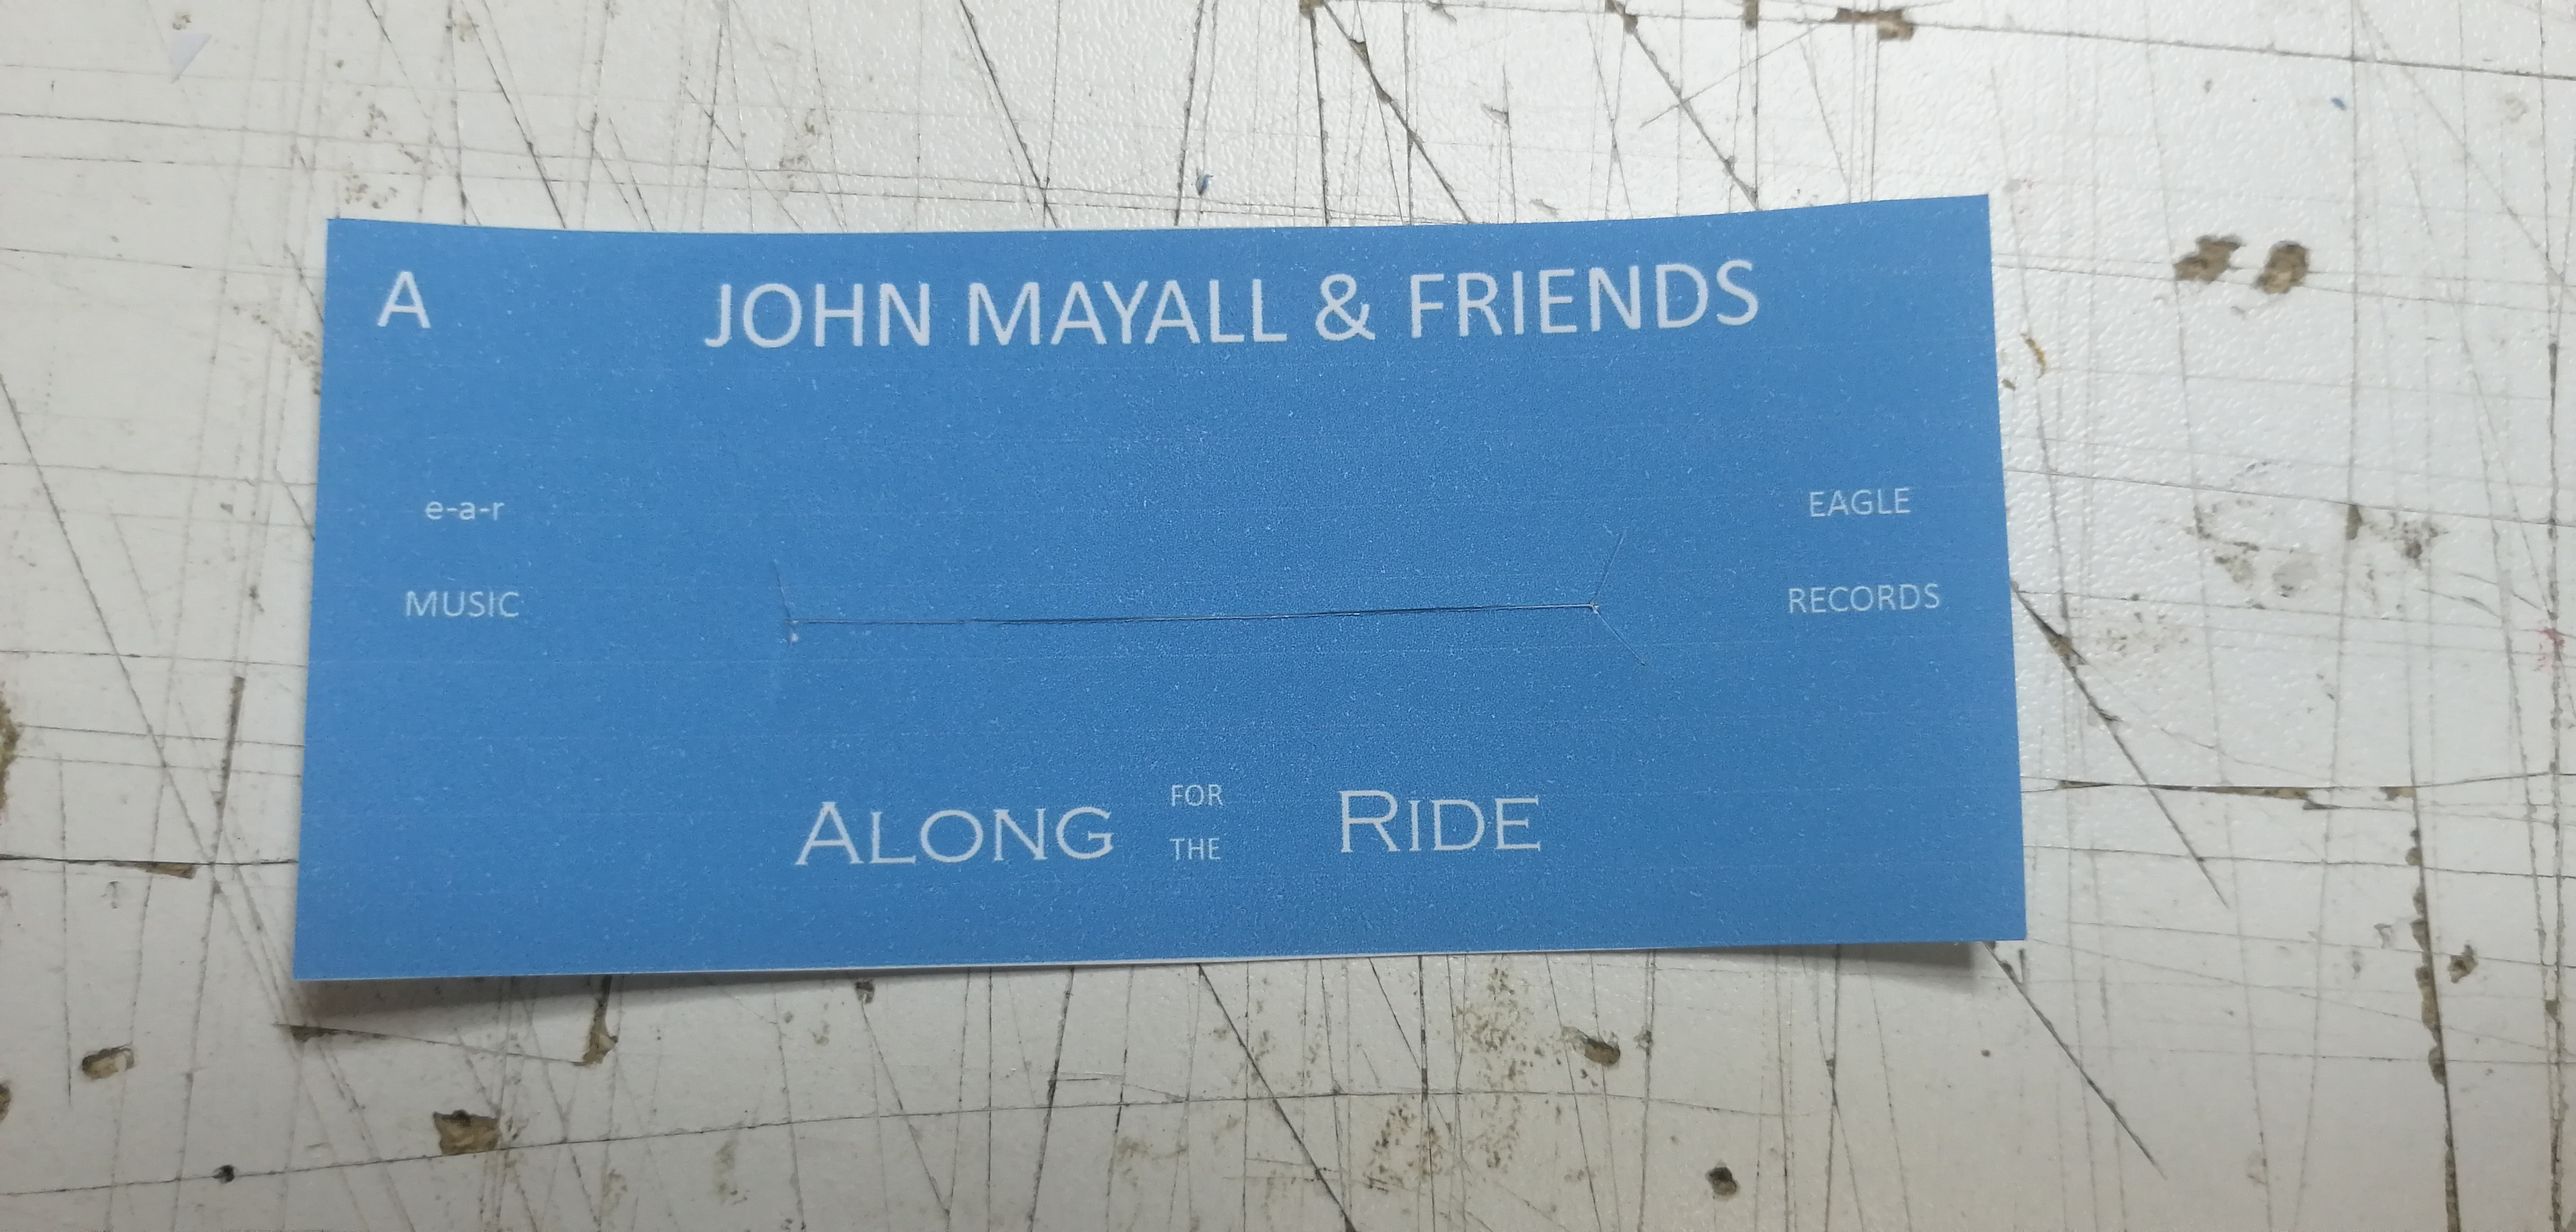 A JOHN MAYALL & FRIENDS
e-a-r
MUSIC
EAGLE
RECORDS
ALONG FOR THE RIDE